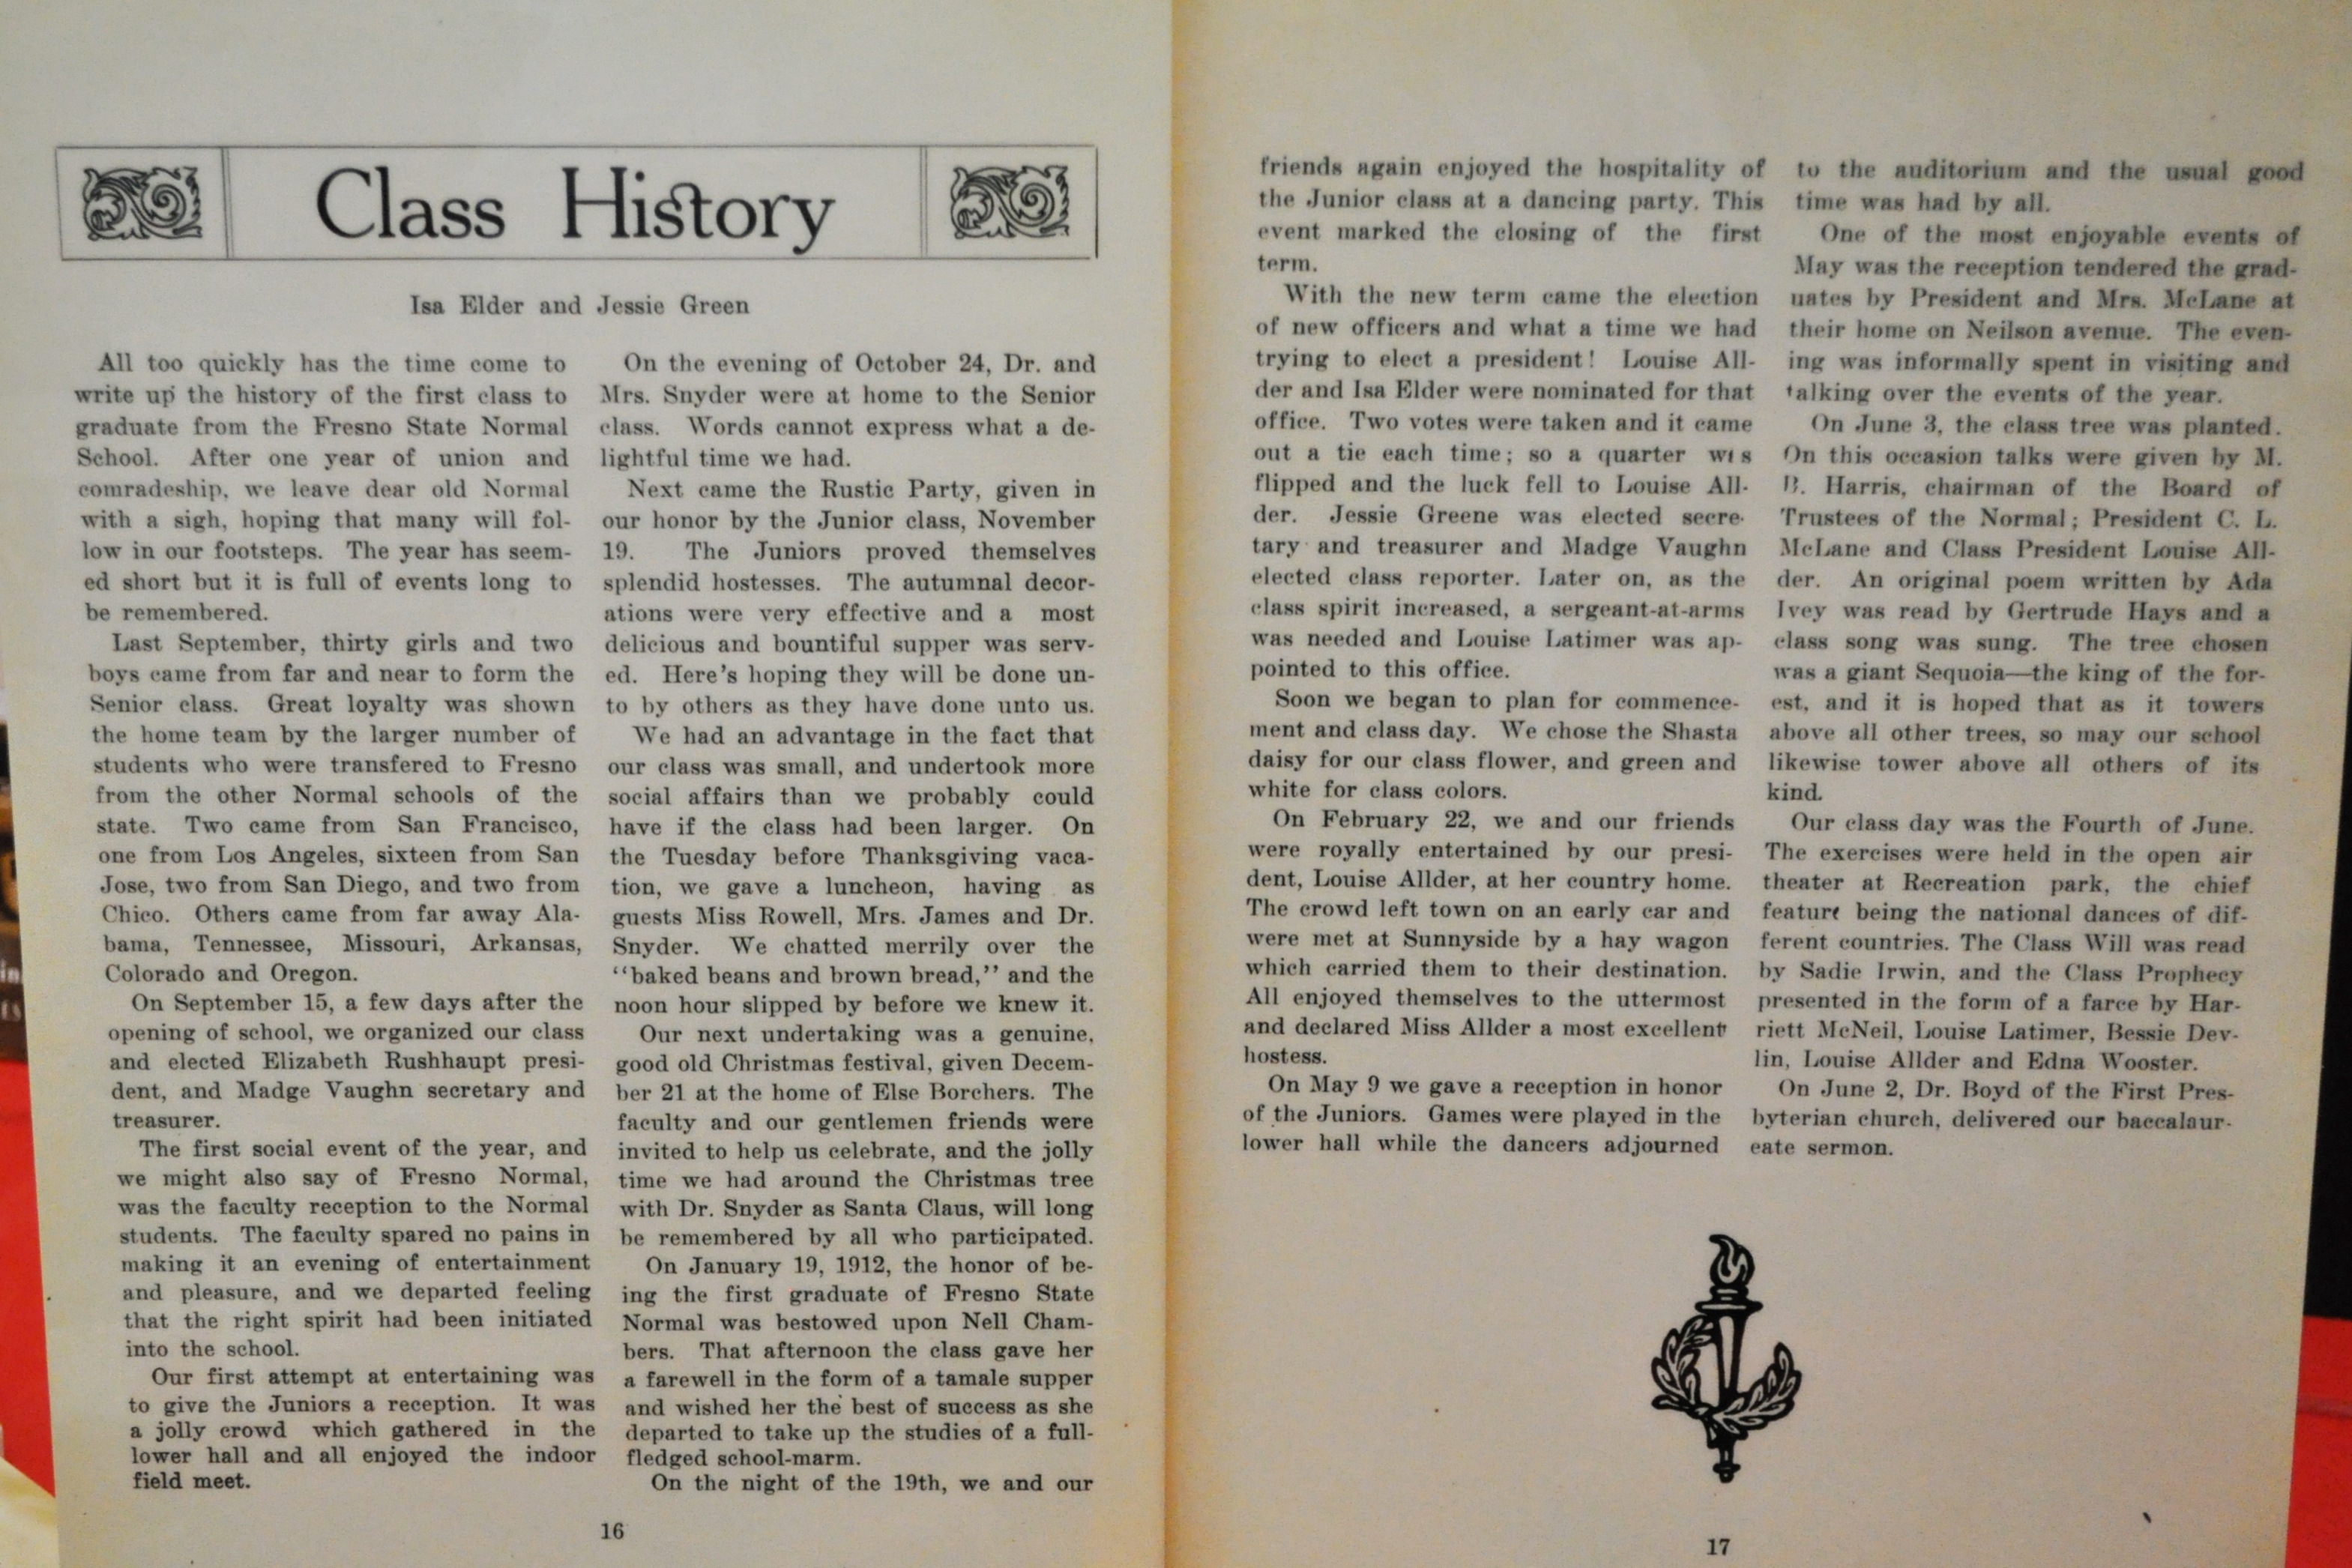 Class History
Isa Elder and Jessie Green
All too quickly has the time come to
write up the history of the first class to
graduate from the Fresno State Normal
School. After one year of union and
comradeship, we leave dear old Normal
with a sigh, hoping that many will fol-
low in our footsteps. The year has seem-
ed short but it is full of events long to
be remembered.
Last September, thirty girls and two
boys came from far and near to form the
Senior class. Great loyalty was shown
the home team by the larger number of
students who were transfered to Fresno
from the other Normal schools of the
state. Two came from San Francisco,
one from Los Angeles, sixteen from San
Jose, two from San Diego, and two from
Chico. Others came from far away Ala-
bama, Tennessee, Missouri, Arkansas,
Colorado and Oregon.
On September 15, a few days after the
opening of school, we organized our class
and elected Elizabeth Rushhaupt presi-
dent, and Madge Vaughn secretary and
treasurer.
The first social event of the year, and
we might also say of Fresno Normal,
was the faculty reception to the Normal
students. The faculty spared no pains in
making it an evening of entertainment
and pleasure, and we departed feeling
that the right spirit had been initiated
into the school.
Our first attempt at entertaining was
to give the Juniors a reception. It was
a jolly crowd which gathered in the
lower hall and all enjoyed the indoor
field meet.
On the evening of October 24, Dr. and
Mrs. Snyder were at home to the Senior
class. Words cannot express what a de-
lightful time we had.
Next came the Rustic Party, given in
our honor by the Junior class, November
19. The Juniors proved themselves
splendid hostesses. The autumnal decor-
ations were very effective and a most
delicious and bountiful supper was serv-
ed. Here's hoping they will be done un-
to by others as they have done unto us.
We had an advantage in the fact that
our class was small, and undertook more
social affairs than we probably could
have if the class had been larger. On
the Tuesday before Thanksgiving vaca-
tion, we gave a luncheon, having as
guests Miss Rowell, Mrs. James and Dr.
Snyder. We chatted merrily over the
"baked beans and brown bread," and the
noon hour slipped by before we knew it.
Our next undertaking was a genuine,
good old Christmas festival, given Decem-
ber 21 at the home of Else Borchers. The
faculty and our gentlemen friends were
invited to help us celebrate, and the jolly
time we had around the Christmas tree
with Dr. Snyder as Santa Claus, will long
be remembered by all who participated.
On January 19, 1912, the honor of be-
ing the first graduate of Fresno State
Normal was bestowed upon Nell Cham-
bers. That afternoon the class gave her
a farewell in the form of a tamale supper
and wished her the best of success as she
departed to take up the studies of a full-
fledged school-marm.
On the night of the 19th, we and our
16
friends again enjoyed the hospitality of
the Junior class at a dancing party. This
event marked the closing of the first
term.
With the new term came the election
of new officers and what a time we had
trying to elect a president! Louise All-
der and Isa Elder were nominated for that
office. Two votes were taken and it came
out a tie each time; so a quarter was
flipped and the luck fell to Louise All-
der. Jessie Greene was elected secre-
tary and treasurer and Madge Vaughn
elected class reporter. Later on, as the
class spirit increased, a sergeant-at-arms
was needed and Louise Latimer was ap-
pointed to this office.
Soon we began to plan for commence-
ment and class day. We chose the Shasta
daisy for our class flower, and green and
white for class colors.
On February 22, we and our friends
were royally entertained by our presi-
dent, Louise Allder, at her country home.
The crowd left town on an early car and
were met at Sunnyside by a hay wagon
which carried them to their destination.
All enjoyed themselves to the uttermost
and declared Miss Allder a most excellent
hostess.
On May 9 we gave a reception in honor
of the Juniors. Games were played in the
lower hall while the dancers adjourned
to the auditorium and the usual good
time was had by all.
One of the most enjoyable events of
May was the reception tendered the grad-
uates by President and Mrs. McLane at
their home on Neilson avenue. The even-
ing was informally spent in visiting and
talking over the events of the year.
On June 3, the class tree was planted.
On this occasion talks were given by M.
B. Harris, chairman of the Board of
Trustees of the Normal; President C. L.
McLane and Class President Louise All-
der. An original poem written by Ada
Ivey was read by Gertrude Hays and a
class song was sung. The tree chosen
was a giant Sequoia—the king of the for-
est, and it is hoped that as it towers
above all other trees, so may our school
likewise tower above all others of its
kind.
Our class day was the Fourth of June.
The exercises were held in the open air
theater at Recreation park, the chief
feature being the national dances of dif-
ferent countries. The Class Will was read
by Sadie Irwin, and the Class Prophecy
presented in the form of a farce by Har-
riett McNeil, Louise Latimer, Bessie Dev-
lin, Louise Allder and Edna Wooster.
On June 2, Dr. Boyd of the First Pres-
byterian church, delivered our baccalaur-
eate sermon.
17